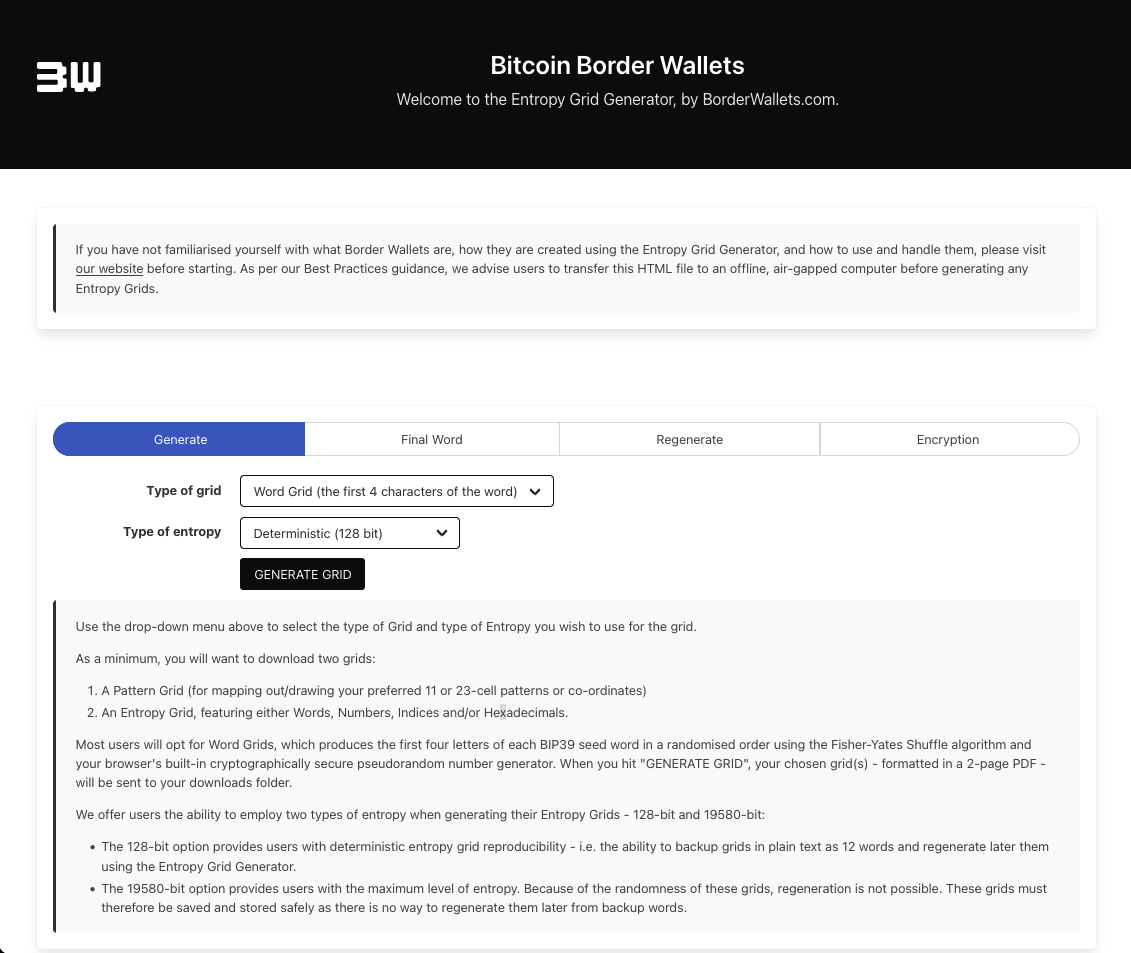 BW
Bitcoin Border Wallets
Welcome to the Entropy Grid Generator, by BorderWallets.com.
If you have not familiarised yourself with what Border Wallets are, how they are created using the Entropy Grid Generator, and how to use and handle them, please visit
our website before starting. As per our Best Practices guidance, we advise users to transfer this HTML file to an offline, air-gapped computer before generating any
Entropy Grids.
Generate
Final Word
Regenerate
Encryption
Type of grid
Word Grid (the first 4 characters of the word)
Type of entropy
Deterministic (128 bit)
GENERATE GRID
Use the drop-down menu above to select the type of Grid and type of Entropy you wish to use for the grid.
As a minimum, you will want to download two grids:
1. A Pattern Grid (for mapping out/drawing your preferred 11 or 23-cell patterns or co-ordinates)
2. An Entropy Grid, featuring either Words, Numbers, Indices and/or Hexadecimals.
Most users will opt for Word Grids, which produces the first four letters of each BIP39 seed word in a randomised order using the Fisher-Yates Shuffle algorithm and
your browser's built-in cryptographically secure pseudorandom number generator. When you hit "GENERATE GRID", your chosen grid(s) - formatted in a 2-page PDF -
will be sent to your downloads folder.
We offer users the ability to employ two types of entropy when generating their Entropy Grids - 128-bit and 19580-bit:
• The 128-bit option provides users with deterministic entropy grid reproducibility - i.e. the ability to backup grids in plain text as 12 words and regenerate later them
using the Entropy Grid Generator.
• The 19580-bit option provides users with the maximum level of entropy. Because of the randomness of these grids, regeneration is not possible. These grids must
therefore be saved and stored safely as there is no way to regenerate them later from backup words.